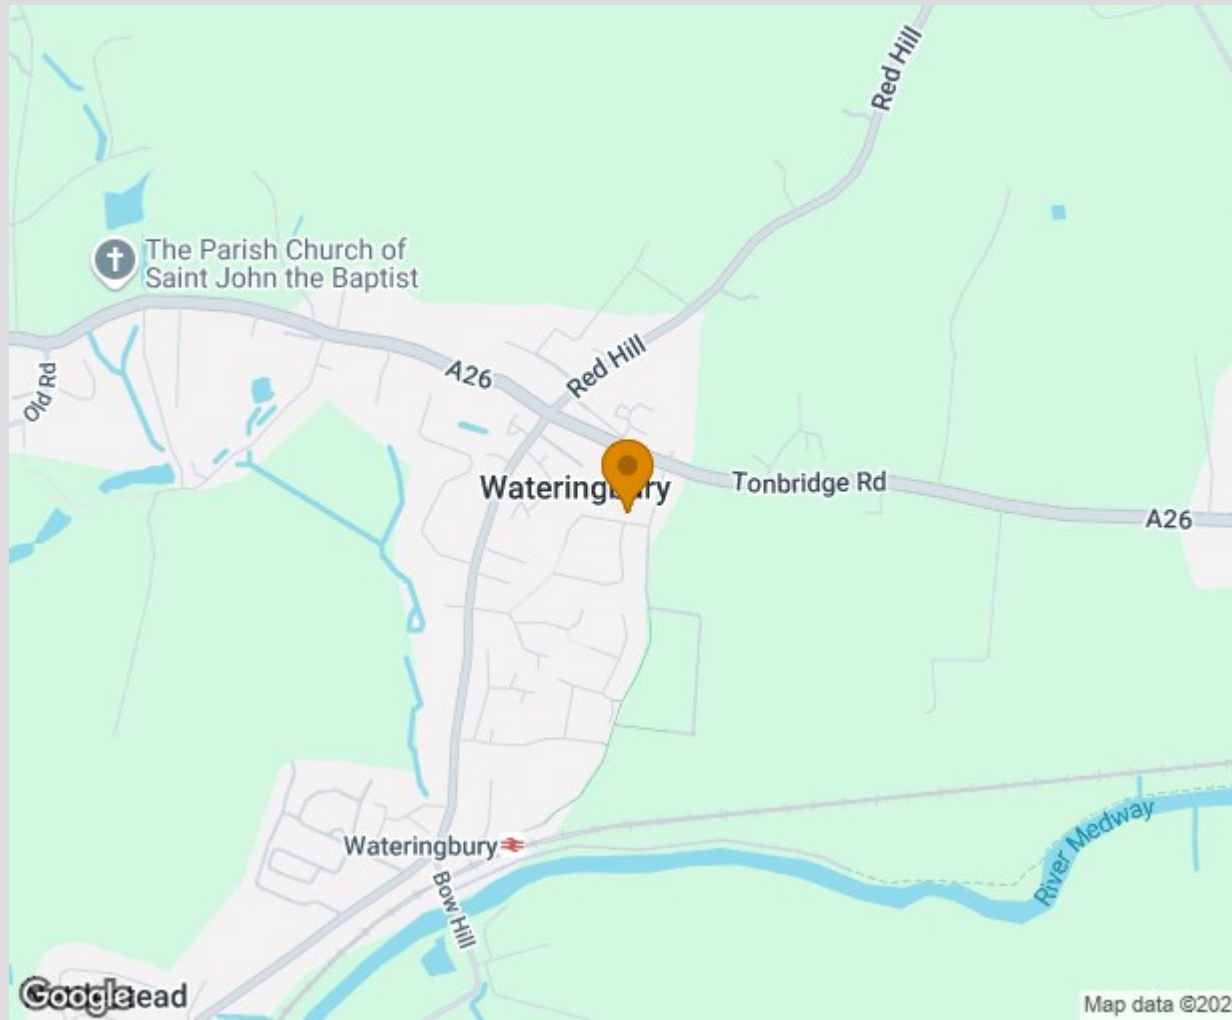 Red Hill
The Parish Church of
Saint John the Baptist
Red Hill
A26
Old Rd
Wateringbury
Tonbridge Rd
A26
River Medway
Wateringbury
Bow Hill
Google
Map data ©202